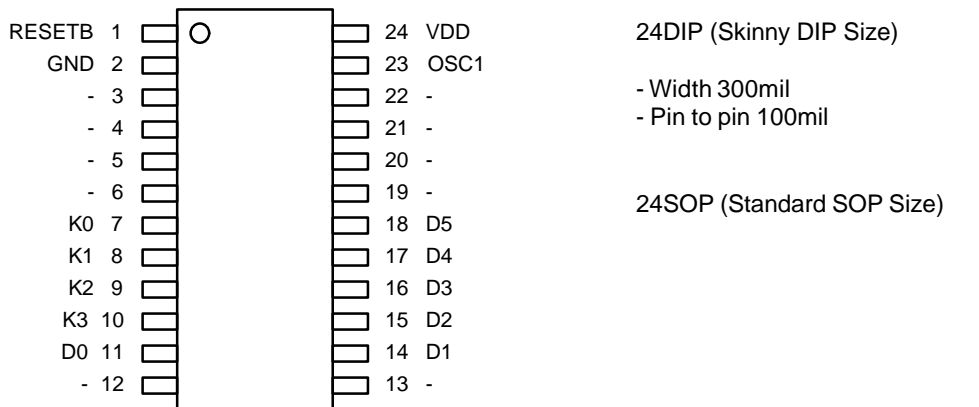 RESETB 1 24 VDD
GND 2 23 OSC1
- 3 22 -
- 4 21 -
- 5 20 -
- 6 19 -
K0 7 18 D5
K1 8 17 D4
K2 9 16 D3
K3 10 15 D2
D0 11 14 D1
- 12 13 -
24DIP (Skinny DIP Size)
- Width 300mil
- Pin to pin 100mil
24SOP (Standard SOP Size)